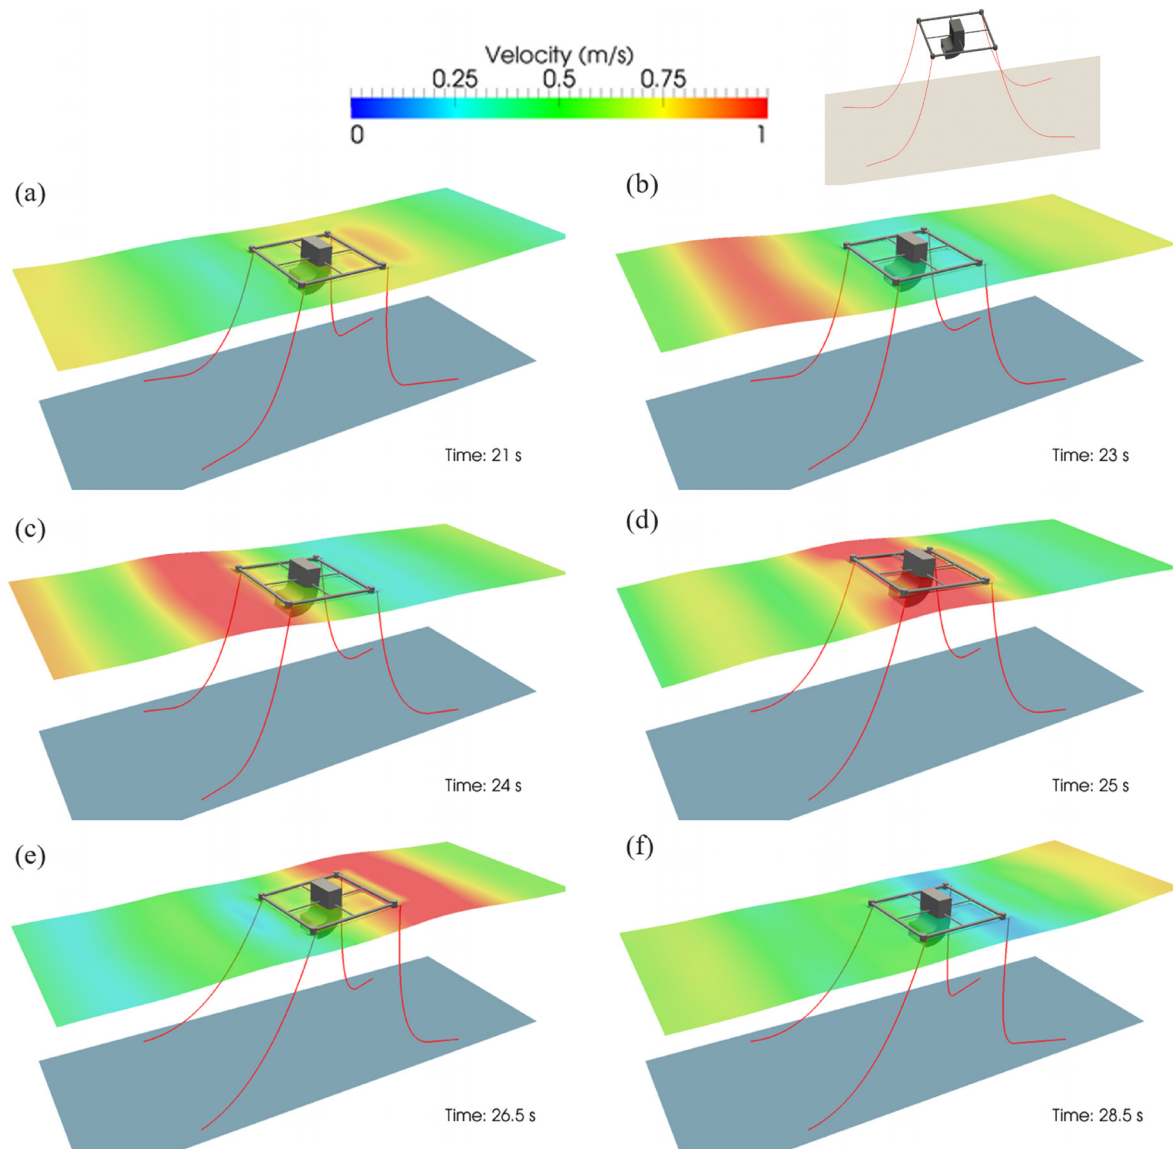 Velocity (m/s)
0.25 0.5 0.75
0 1
(a)
(b)
Time: 21 s
Time: 23 s
(c)
(d)
Time: 24 s
Time: 25 s
(e)
(f)
Time: 26.5 s
Time: 28.5 s